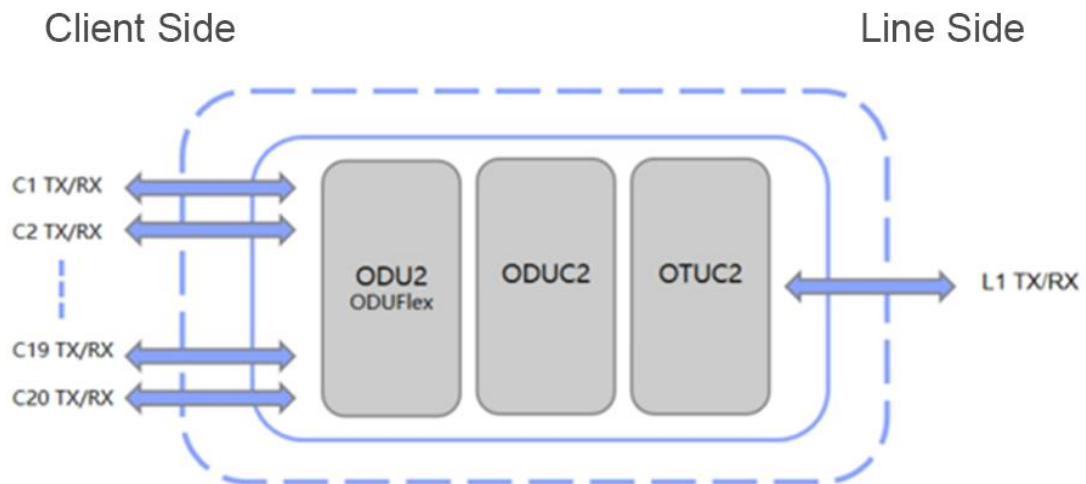 Client Side
Line Side
C1 TX/RX
C2 TX/RX
C19 TX/RX
C20 TX/RX
ODU2
ODUFlex
ODUC2
OTUC2
L1 TX/RX